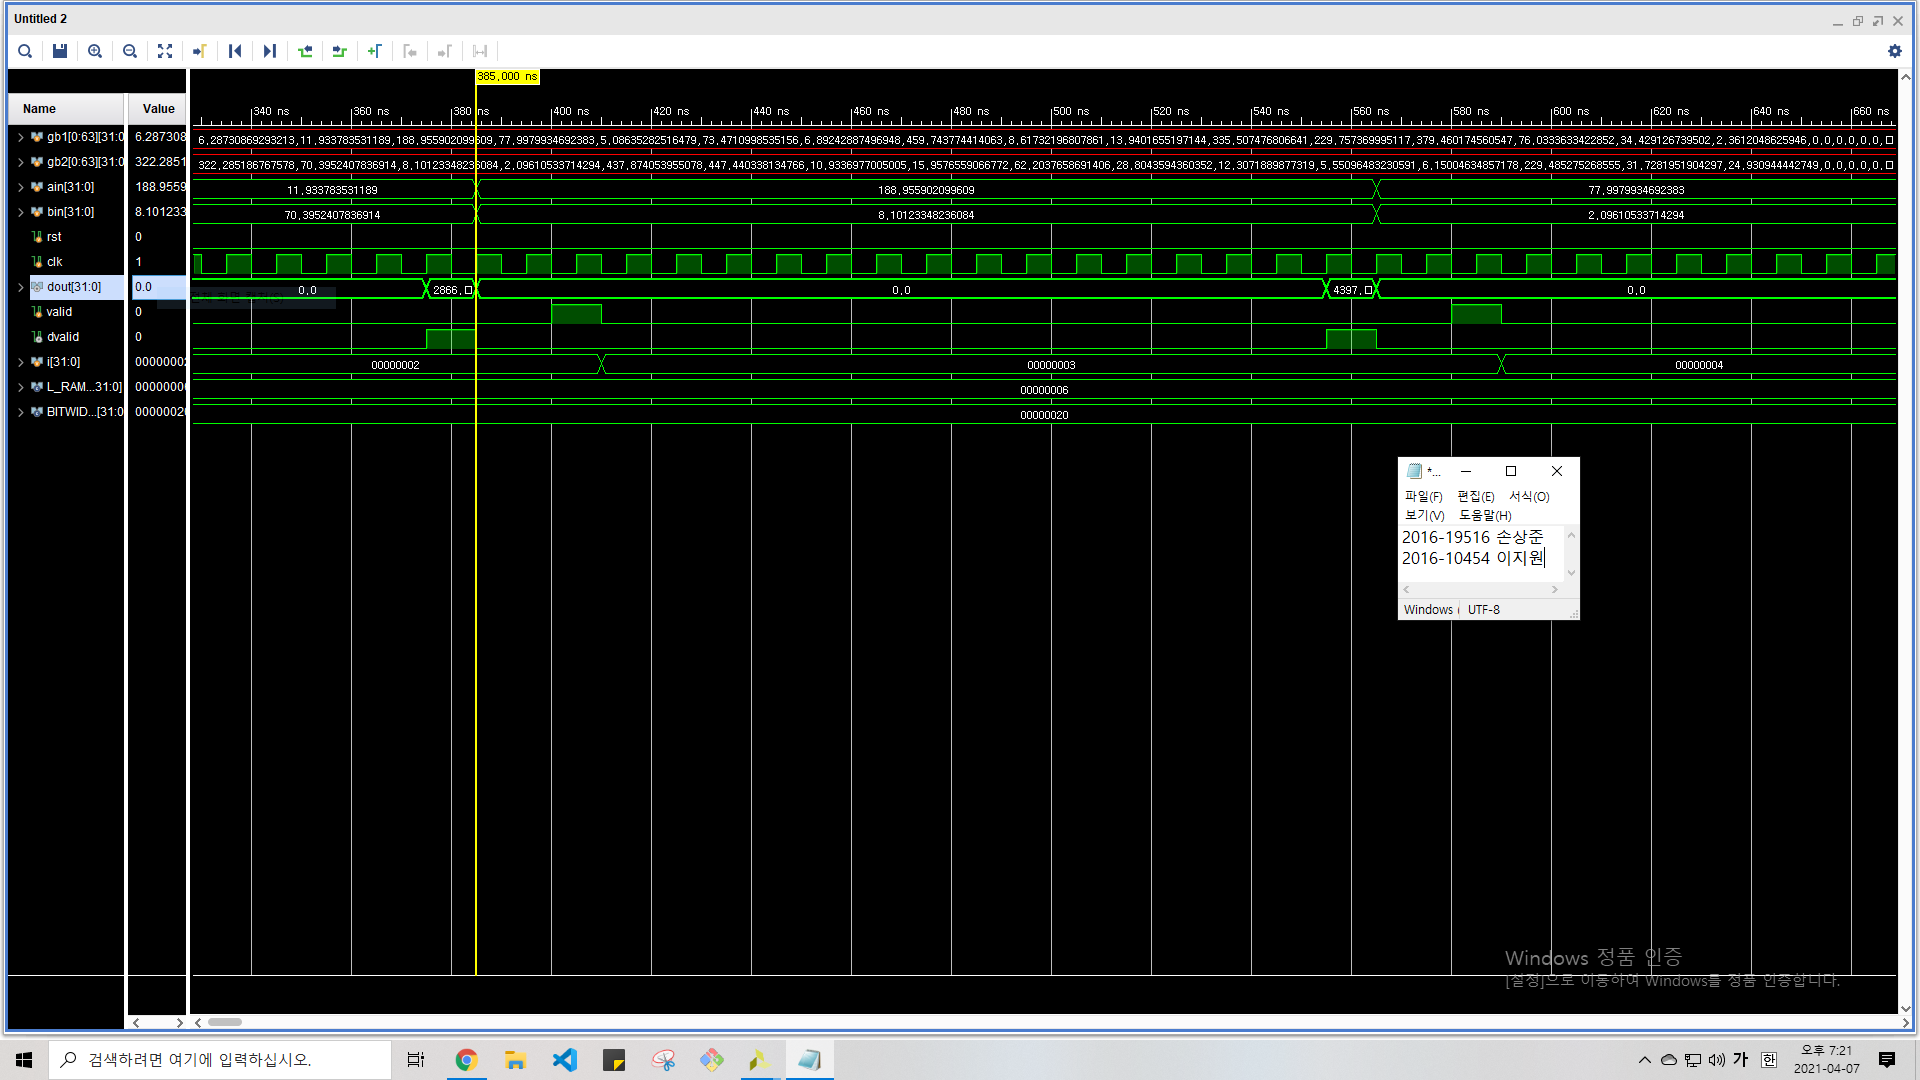 Untitled 2
385,000 ns
Name
Value
340 ns
360 ns
380 ns
400 ns
420 ns
440 ns
460 ns
480 ns
500 ns
520 ns
540 ns
560 ns
580 ns
600 ns
620 ns
640 ns
660 ns
gb1[0:63][31:0
6.287308
6,28730869293213,11,933783531189,188,955902099609,77,9979934692383,5,08635282516479,73,4710998535156,6,89242887496948,459,743774414063,8,61732196807861,13,9401655197144,335,507476806641,229,757369995117,379,460174560547,76,0333633422852,34,4291267395​02,2,3612048625946,0,0,0,0,0,0
gb2[0:63][31:0
322.2851
322,285186767578,70,3952407836914,8,10123348236084,2,09610533714294,437,874053955078,447,440338134766,10,9336977005005,15,9576559066772,62,2037658691406,28,8043594360352,12,3071889877319,5,55096483230591,6,15004634857178,229,485275268555,31,7281951904297,24,930944442749,0,0,0,0,0
ain[31:0]
188.9559
11,933783531189
188,955902099609
77,9979934692383
bin[31:0]
8.101233
70,3952407836914
8,10123348236084
2,09610533714294
rst
0
clk
1
dout[31:0]
0.0
0,0
2866,
0,0
4397,
0,0
valid
0
dvalid
0
i[31:0]
00000002
00000002
00000003
00000004
L_RAM...31:0]
0000000
00000006
BITWID...[31:0
0000002
00000020
*...
파일(F) 편집(E) 서식(O)
보기(V) 도움말(H)
2016-19516 손상준
2016-10454 이지원
Windows (
UTF-8
Windows 정품 인증
[설정]으로 이동하여 Windows를 정품 인증합니다.
검색하려면 여기에 입력하십시오.
가
한
오후 7:21
2021-04-07